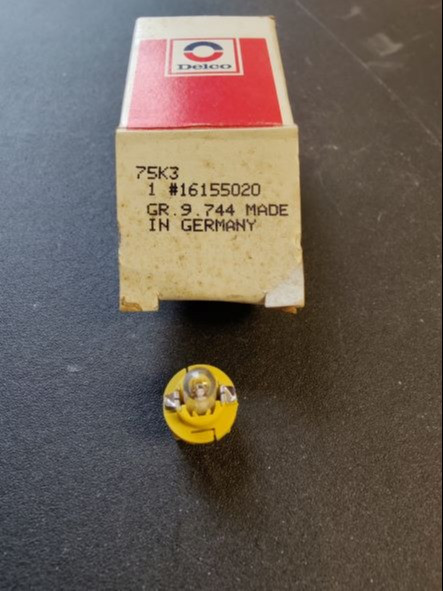 Delco
75K3
1 #16155020
GR.9.744 MADE
IN GERMANY